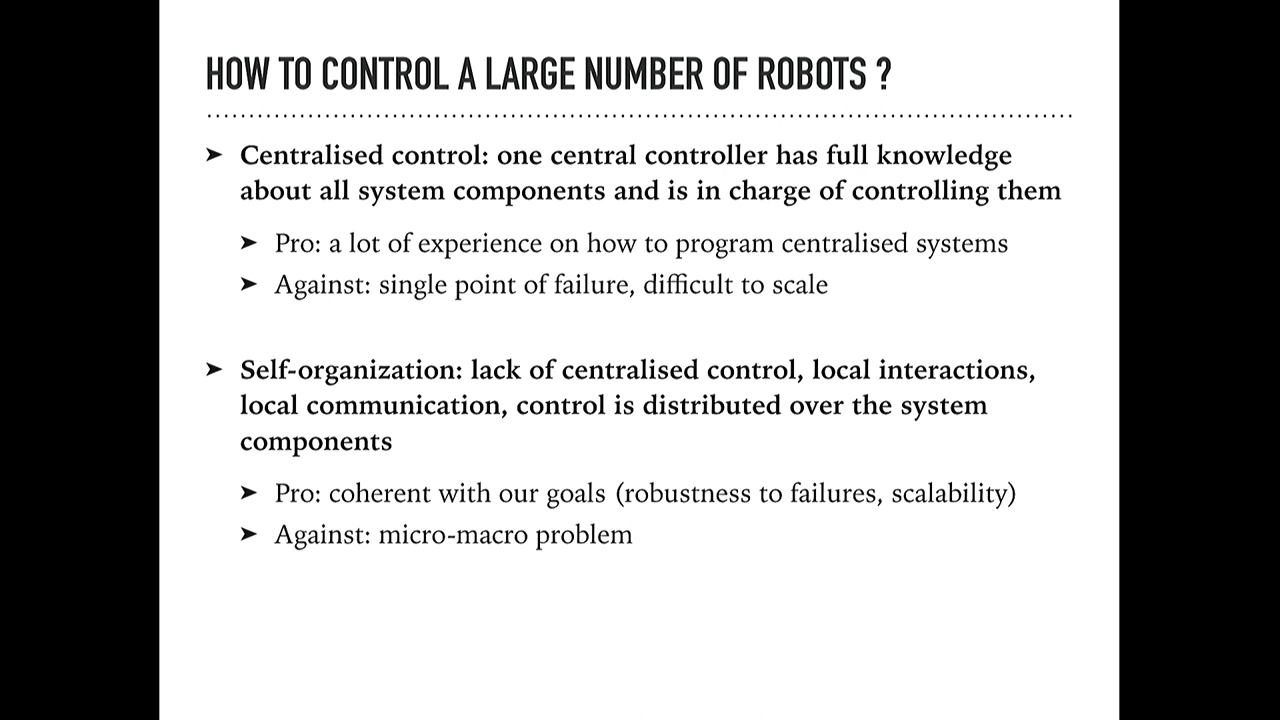 HOW TO CONTROL A LARGE NUMBER OF ROBOTS ?
➤ Centralised control: one central controller has full knowledge
about all system components and is in charge of controlling them
➤ Pro: a lot of experience on how to program centralised systems
➤ Against: single point of failure, difficult to scale
➤ Self-organization: lack of centralised control, local interactions,
local communication, control is distributed over the system
components
➤ Pro: coherent with our goals (robustness to failures, scalability)
➤ Against: micro-macro problem